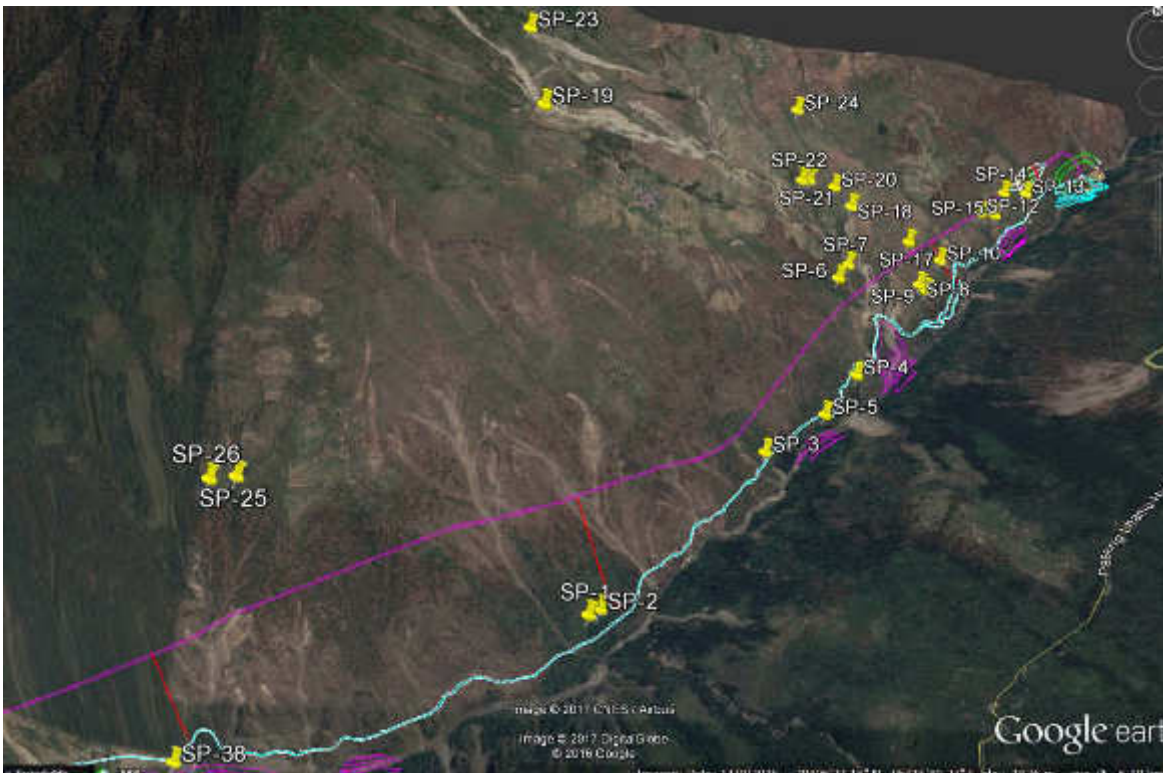 SP-23
SP-19
SP-24
SP-22
SP-20
SP-21
SP-18
SP-14
SP-13
SP-15
SP-12
SP-7
SP-6
SP-17
SP-10
SP-9
SP-8
SP-4
SP-5
SP-3
SP-26
SP-25
SP-1
SP-2
SP-38
Image © 2017 CNES / Airbus
Image © 2017 Digital Globe
© 2016 Google
Google eart